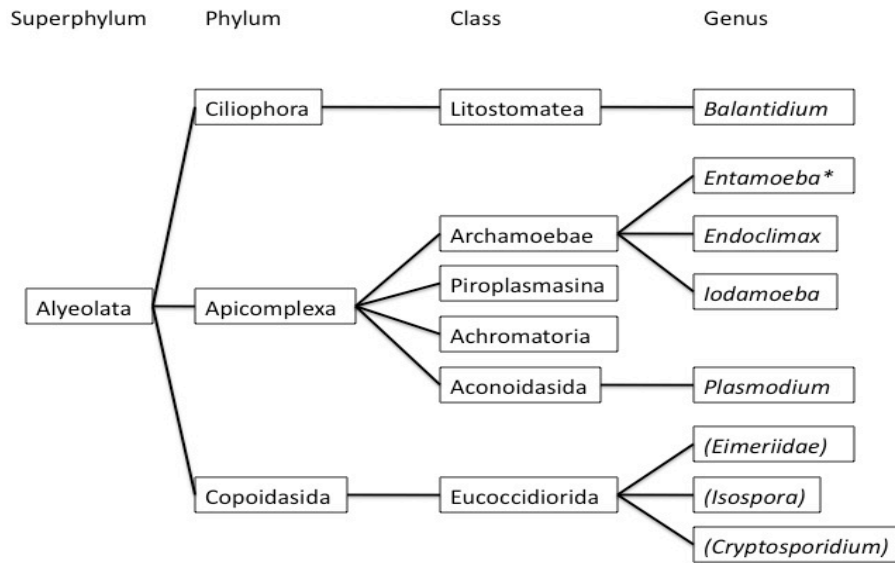 Superphylum Phylum Class Genus
Ciliophora Litostomatea Balantidium
Entamoeba*
Archamoebae Endoclimax
Piroplasmasina Iodamoeba
Alyeolata Apicomplexa
Achromatoria
Aconoidasida Plasmodium
(Eimeriidae)
Copoidasida Eucoccidiorida (Isospora)
(Cryptosporidium)